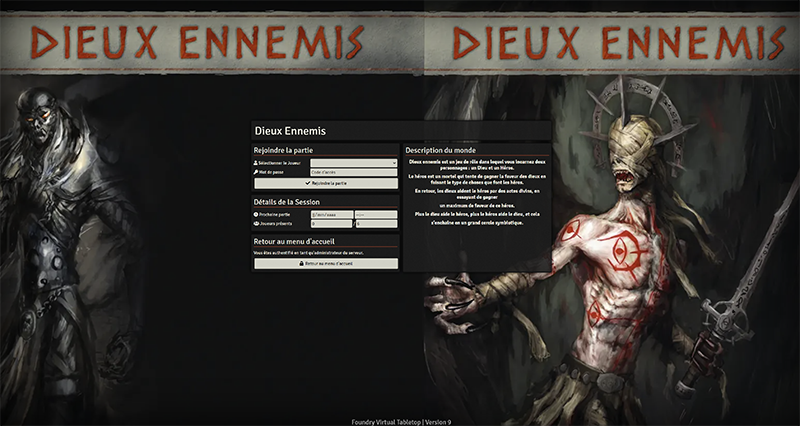 DIEUX ENNEMIS
DIEUX ENNEMIS
Dieux Ennemis
Rejoindre la partie
Sélectionner le Joueur
Mot de passe
Code d'accès
Rejoindre la partie
Détails de la Session
Prochaine partie
Joueurs présents
0
6
Retour au menu d'accueil
Vous êtes authentifié en tant qu'administrateur du serveur.
Retour au menu d'accueil
Description du monde
Dieux ennemis est un jeu de rôle dans lequel vous incarnez deux
personnages : un Dieu et un Héros.
Le héros est un mortel qui tente de gagner la faveur des dieux en
faisant le type de choses que font les héros.
En retour, les dieux aident le héros par des actes divins, en
essayant de gagner
un maximum de faveur de ce héros.
Plus le dieu aide le héros, plus le héros aide le dieu, et cela
s'enchaîne en un grand cercle symbiotique.
Foundry Virtual Tabletop | Version 9